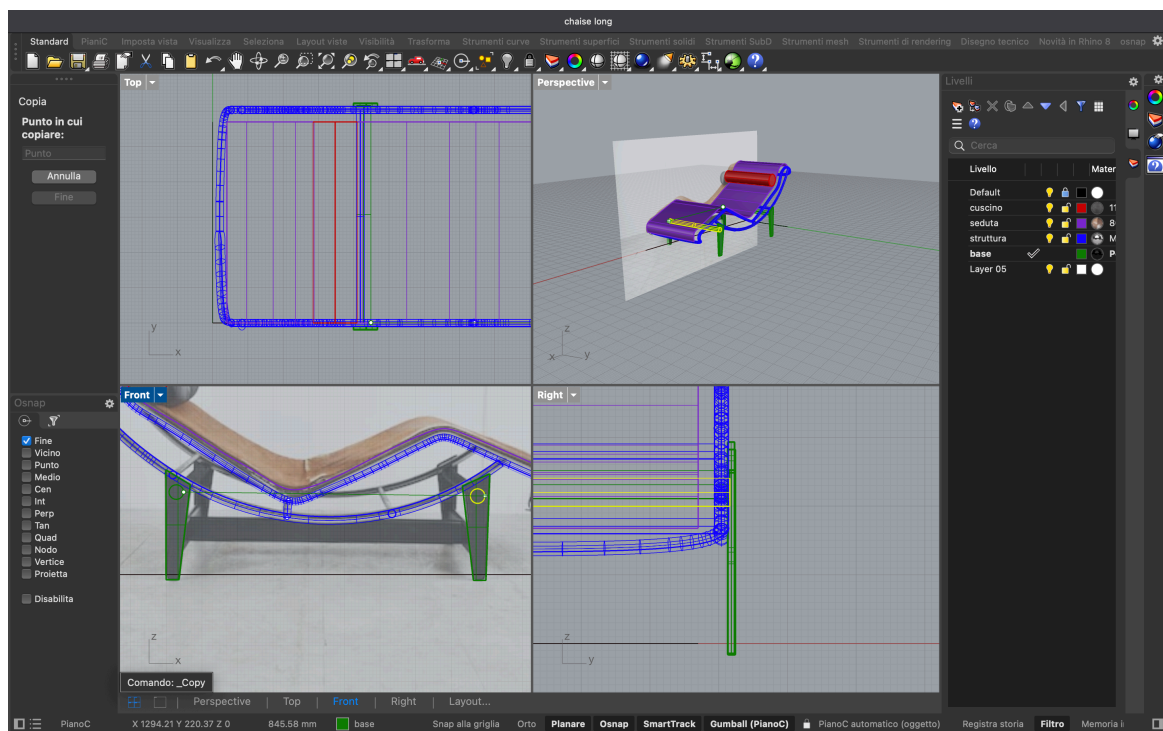 chaise long
Standard PianiC Imposta vista Visualizza Seleziona Layout viste Visibilità Trasforma Strumenti curve Strumenti superfici Strumenti solidi Strumenti SubD Strumenti mesh Strumenti di rendering Disegno tecnico Novità in Rhino 8 osnap
Copia
Punto in cui
copiare:
Punto
Annulla
Fine
Top
y
x
Perspective
z
x y
Livelli
Cerca
Livello Mater
Default
cuscino 11
seduta 8
struttura M
base P
Layer 05
Osnap
Fine
Vicino
Punto
Medio
Cen
Int
Perp
Tan
Quad
Nodo
Vertice
Proietta
Disabilita
Front
z
x
Comando: _Copy
Right
z
y
Perspective Top Front Right Layout...
PianoC X 1294.21 Y 220.37 Z 0 845.58 mm base Snap alla griglia Orto Planare Osnap SmartTrack Gumball (PianoC) PianoC automatico (oggetto) Registra storia Filtro Memoria